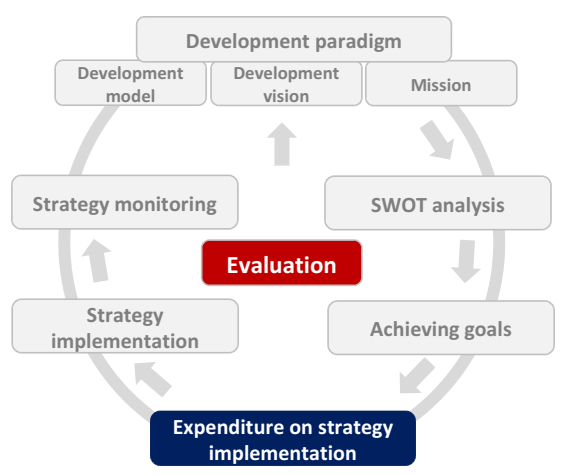 Development paradigm
Development
model
Development
vision
Mission
Strategy monitoring
SWOT analysis
Evaluation
Strategy
implementation
Achieving goals
Expenditure on strategy
implementation